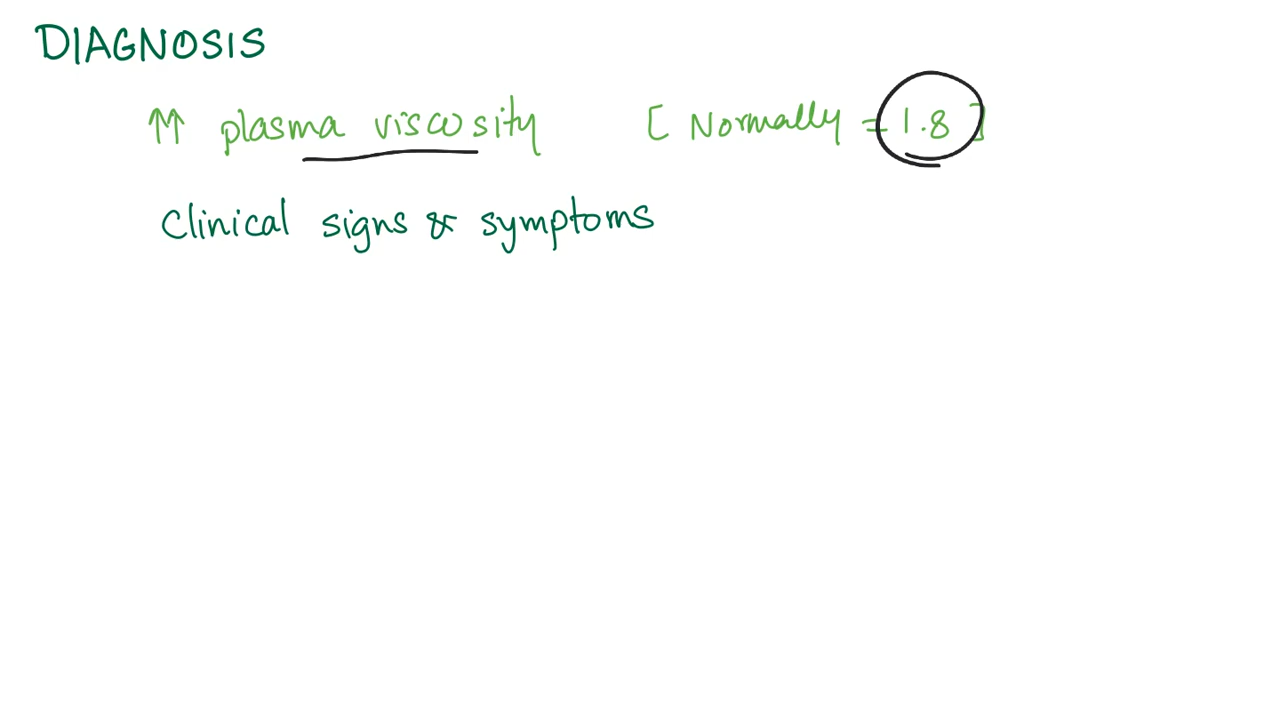 DIAGNOSIS
↑↑ plasma viscosity [ Normally = 1.8 ]
Clinical signs & symptoms